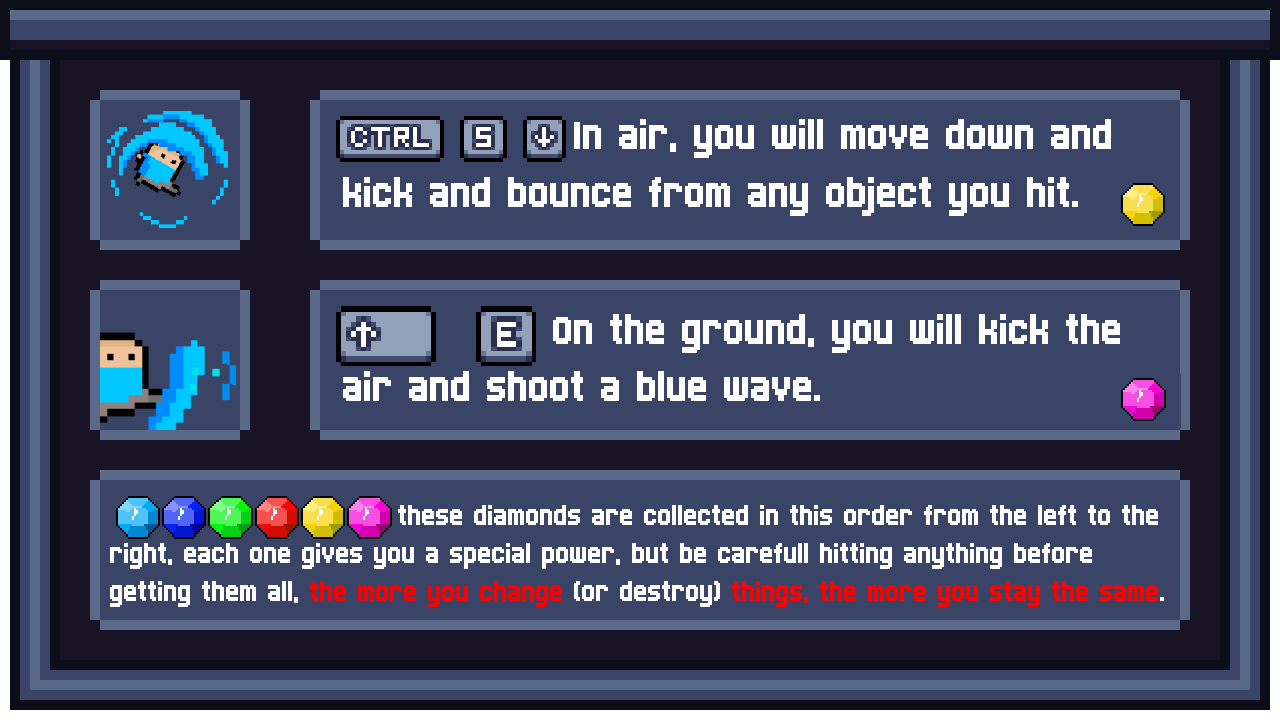 CTRL S ↓ In air, you will move down and
kick and bounce from any object you hit.
↑ E On the ground, you will kick the
air and shoot a blue wave.
these diamonds are collected in this order from the left to the
right, each one gives you a special power, but be carefull hitting anything before
getting them all, the more you change (or destroy) things, the more you stay the same.